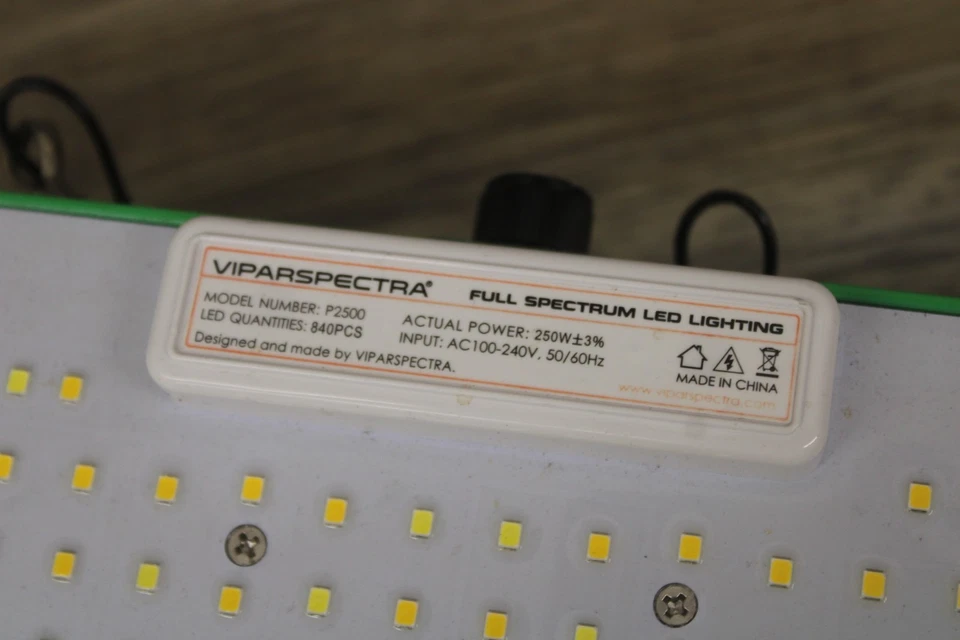 VIPARSPECTRA®
FULL SPECTRUM LED LIGHTING
MODEL NUMBER: P2500
LED QUANTITIES: 840PCS
ACTUAL POWER: 250W±3%
INPUT: AC100-240V, 50/60Hz
Designed and made by VIPARSPECTRA.
MADE IN CHINA
www.viparspectra.com